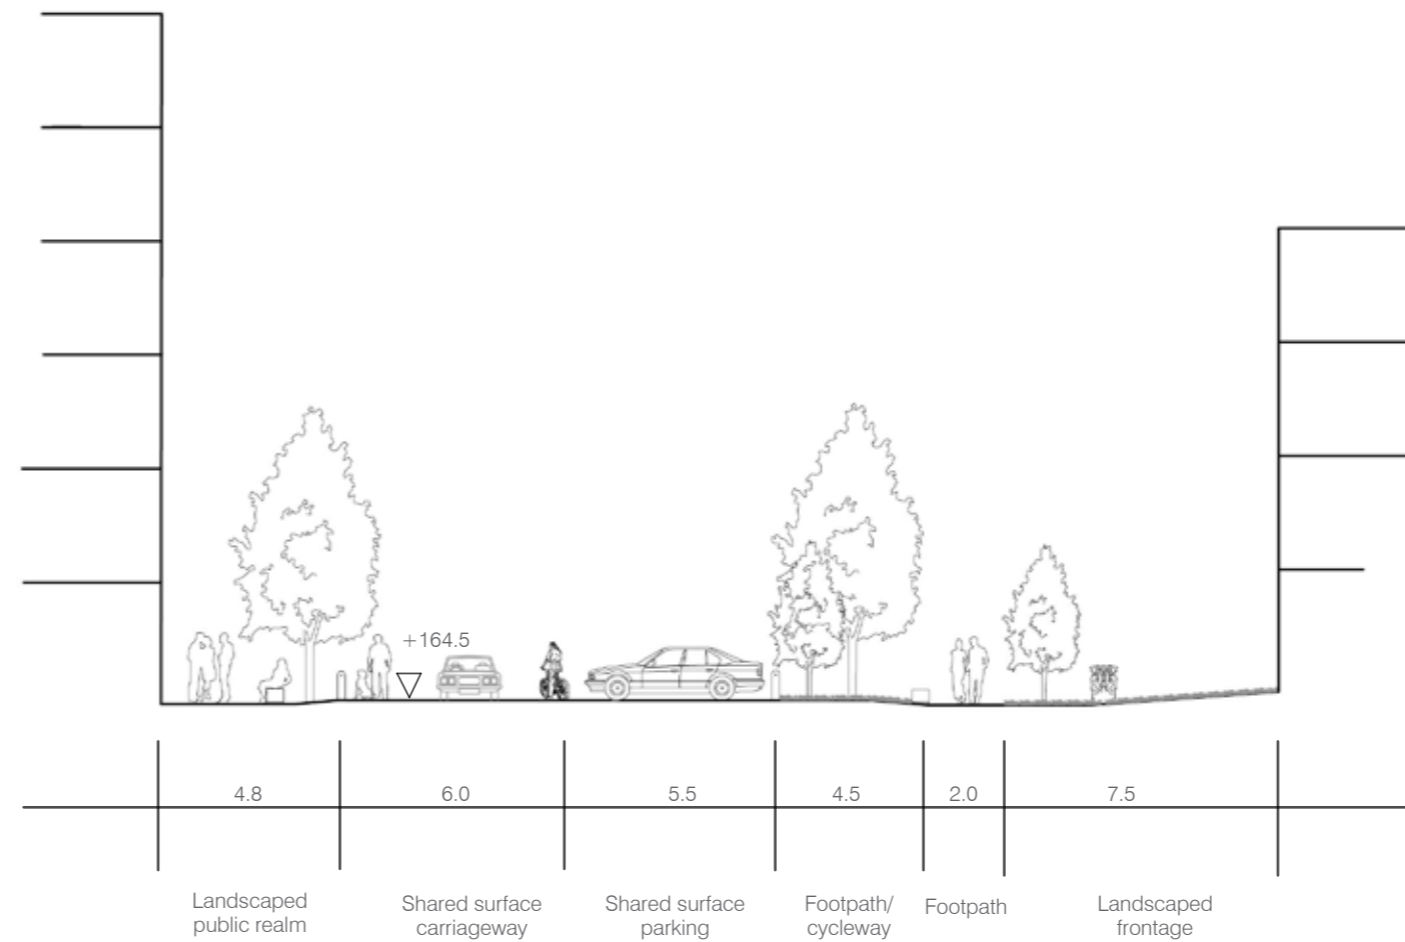 +164.5
4.8
6.0
5.5
4.5
2.0
7.5
Landscaped
public realm
Shared surface
carriageway
Shared surface
parking
Footpath/
cycleway
Footpath
Landscaped
frontage